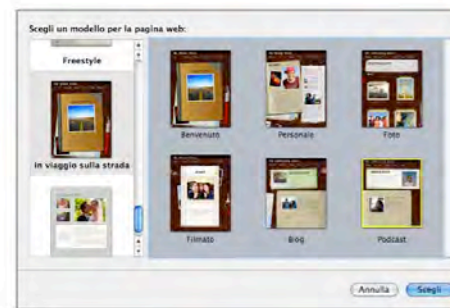 Scegli un modello per la pagina web:
Freestyle
in viaggio sulla strada
Benvenuto
Personale
Foto
Filmato
Blog
Podcast
Annulla
Scegli